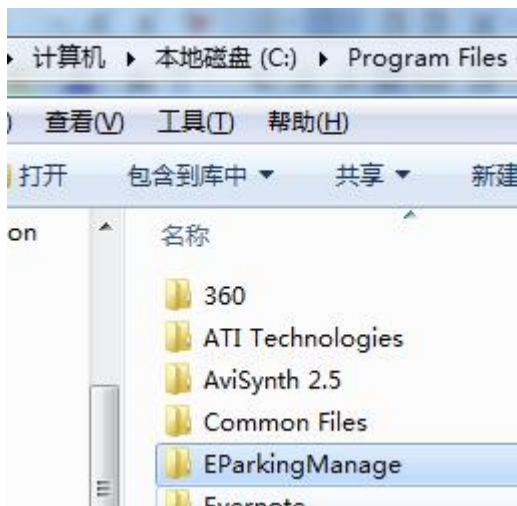 计算机 ▸ 本地磁盘 (C:) ▸ Program Files
) 查看(V) 工具(T) 帮助(H)
打开 包含到库中 ▾ 共享 ▾ 新建
on 名称
360
ATI Technologies
AviSynth 2.5
Common Files
EParkingManage
Evernote